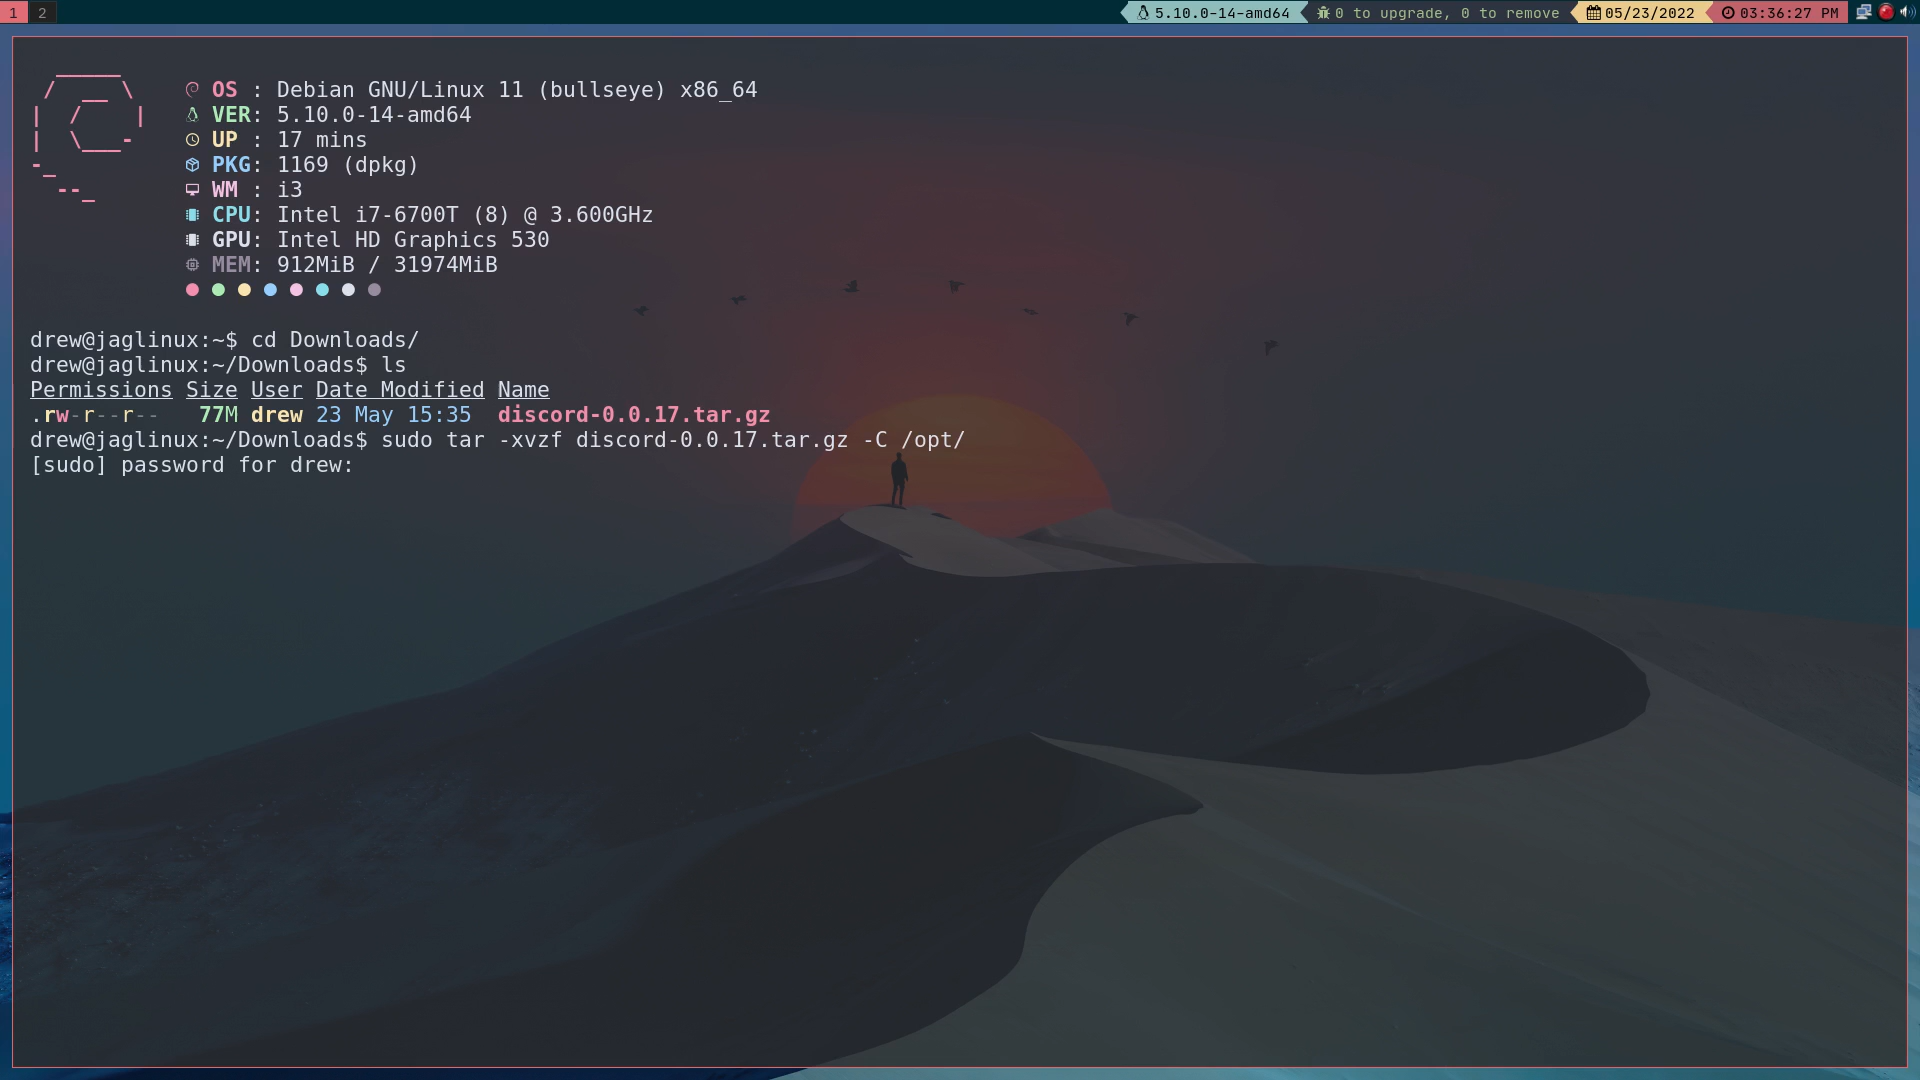 1 2 5.10.0-14-amd64 0 to upgrade, 0 to remove 05/23/2022 03:36:27 PM
OS : Debian GNU/Linux 11 (bullseye) x86_64
VER: 5.10.0-14-amd64
UP : 17 mins
PKG: 1169 (dpkg)
WM : i3
CPU: Intel i7-6700T (8) @ 3.600GHz
GPU: Intel HD Graphics 530
MEM: 912MiB / 31974MiB
drew@jaglinux:~$ cd Downloads/
drew@jaglinux:~/Downloads$ ls
Permissions Size User Date Modified Name
.rw-r--r-- 77M drew 23 May 15:35 discord-0.0.17.tar.gz
drew@jaglinux:~/Downloads$ sudo tar -xvzf discord-0.0.17.tar.gz -C /opt/
[sudo] password for drew: